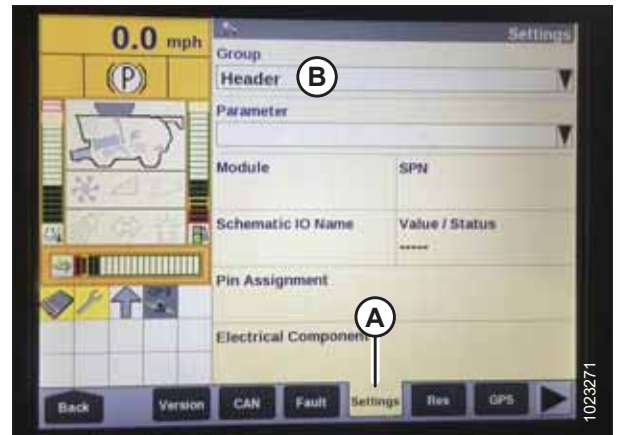 0.0 mph
Settings
Group
(P)
Header
B
Parameter
Module
SPN
Schematic IO Name
Value / Status
-----
Pin Assignment
A
Electrical Component
Back
Version
CAN
Fault
Settings
Res
GPS
1023271